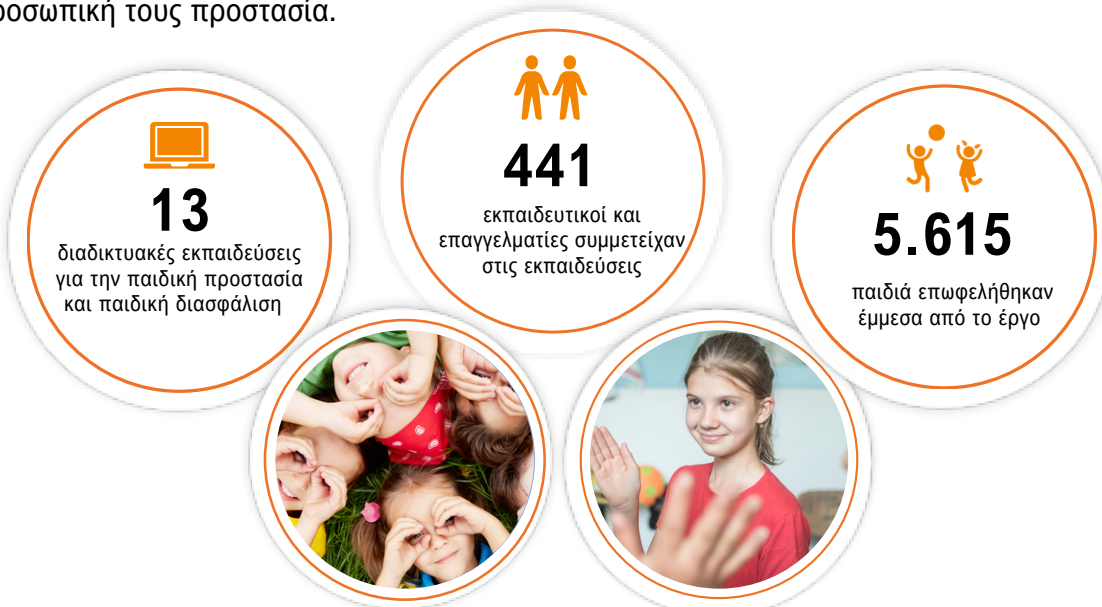 προστασία.
τους
13
διαδικτυακές εκπαιδεύσεις
για την παιδική προστασία
και παιδική διασφάλιση
441
εκπαιδευτικοί και
επαγγελματίες συμμετείχαν
στις εκπαιδεύσεις
5.615
παιδιά επωφελήθηκαν
έμμεσα από το έργο